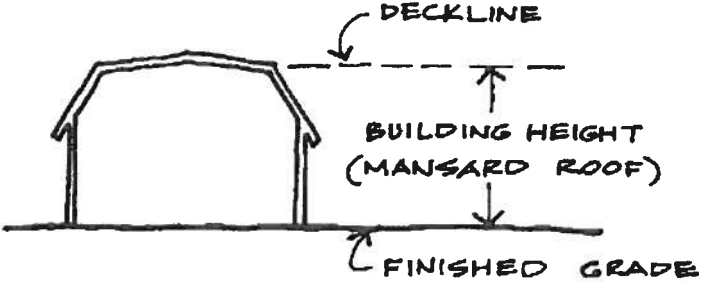 DECKLINE
BUILDING HEIGHT
(MANSARD ROOF)
FINISHED GRADE